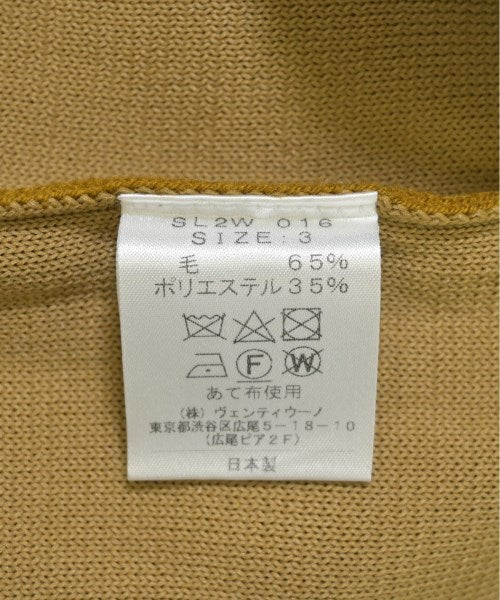 SL2W 016
SIZE:3
毛 65%
ポリエステル 35%
F W
あて布使用
(株)ヴェンティウーノ
東京都渋谷区広尾5-18-10
(広尾ピア2F)
日本製